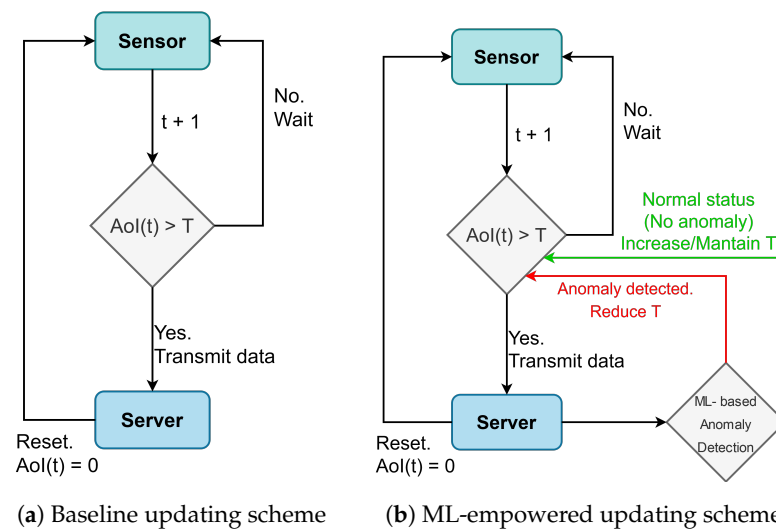 Sensor
t + 1
No.
Wait
AoI(t) > T
Yes.
Transmit data
Server
Reset.
AoI(t) = 0
(a) Baseline updating scheme
Sensor
t + 1
No.
Wait
AoI(t) > T
Normal status
(No anomaly)
Increase/Mantain T
Anomaly detected.
Reduce T
Yes.
Transmit data
Server
ML- based
Anomaly
Detection
Reset.
AoI(t) = 0
(b) ML-empowered updating scheme